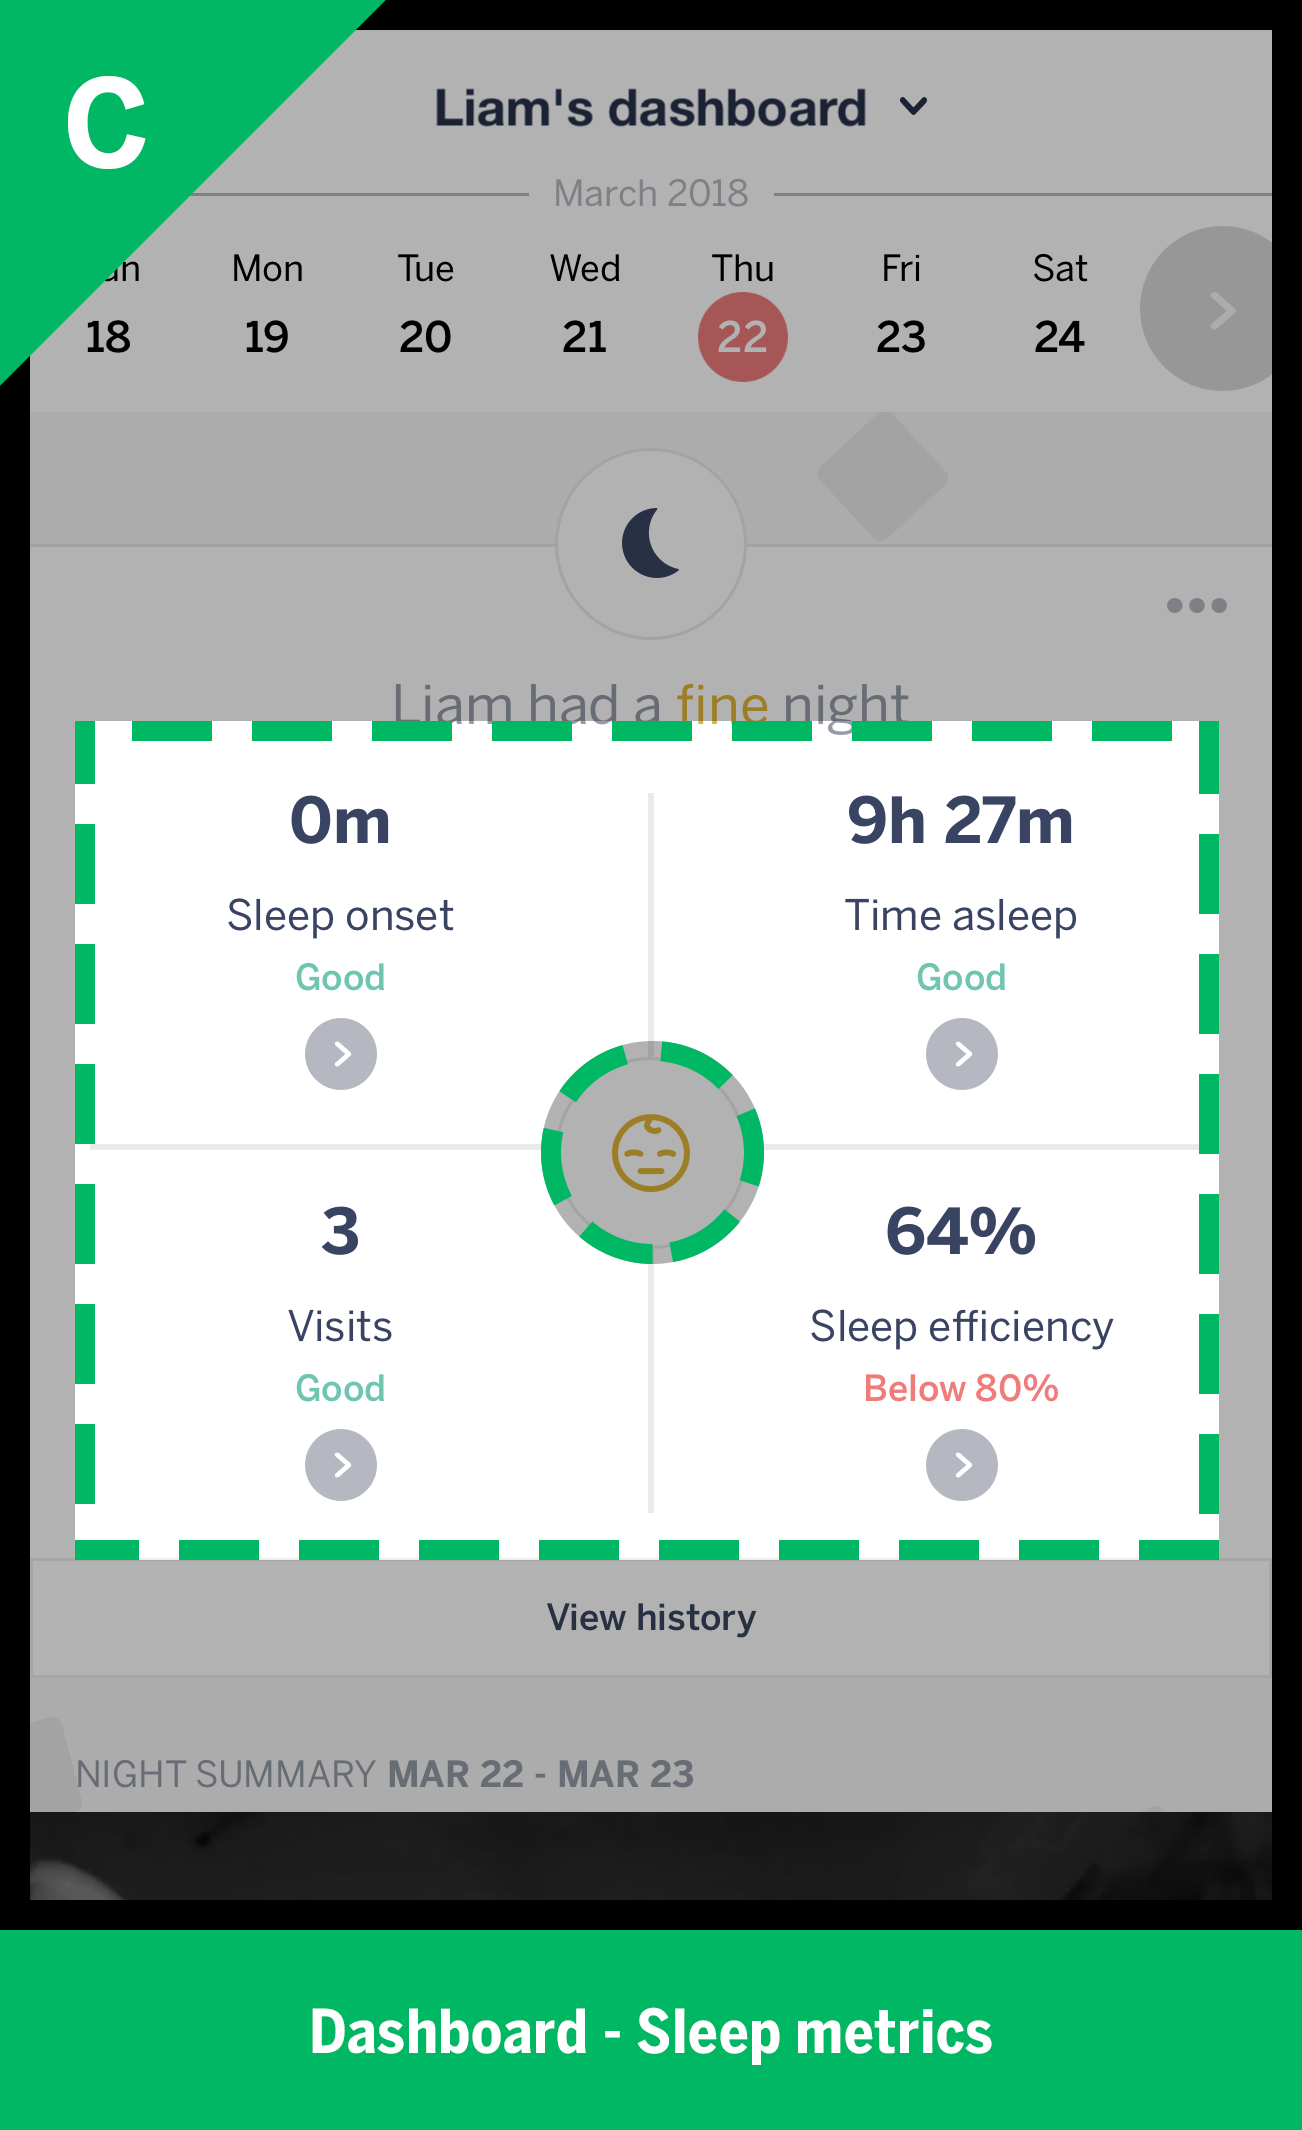 C
Liam's dashboard
March 2018
Mon Tue Wed Thu Fri Sat
18 19 20 21 22 23 24
Liam had a fine night
0m 9h 27m
Sleep onset Time asleep
Good Good
3 64%
Visits Sleep efficiency
Good Below 80%
View history
NIGHT SUMMARY MAR 22 - MAR 23
Dashboard - Sleep metrics